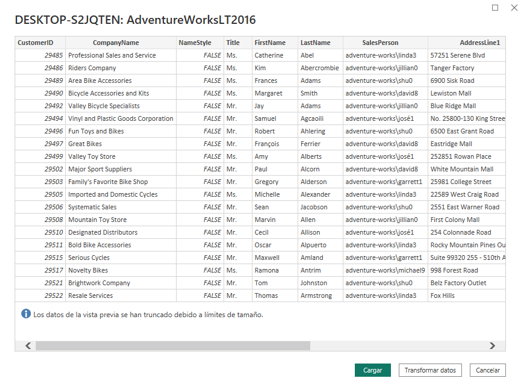 DESKTOP-S2JQTEN: AdventureWorksLT2016
CustomerID CompanyName NameStyle Title FirstName LastName SalesPerson AddressLine1
29485 Professional Sales and Service FALSE Ms. Catherine Abel adventure-works\linda3 57251 Serene Blvd
29486 Riders Company FALSE Ms. Kim Abercrombie adventure-works\jillian0 Tanger Factory
29489 Area Bike Accessories FALSE Ms. Frances Adams adventure-works\shu0 6900 Sisk Road
29490 Bicycle Accessories and Kits FALSE Ms. Margaret Smith adventure-works\david8 Lewiston Mall
29492 Valley Bicycle Specialists FALSE Mr. Jay Adams adventure-works\jillian0 Blue Ridge Mall
29494 Vinyl and Plastic Goods Corporation FALSE Mr. Samuel Agcaoili adventure-works\josé1 No. 25800-130 King Street
29496 Fun Toys and Bikes FALSE Mr. Robert Ahlering adventure-works\shu0 6500 East Grant Road
29497 Great Bikes FALSE Mr. François Ferrier adventure-works\david8 Eastridge Mall
29499 Valley Toy Store FALSE Ms. Amy Alberts adventure-works\josé1 252851 Rowan Place
29502 Major Sport Suppliers FALSE Mr. Paul Alcorn adventure-works\david8 White Mountain Mall
29503 Family's Favorite Bike Shop FALSE Mr. Gregory Alderson adventure-works\garrett1 25981 College Street
29505 Imported and Domestic Cycles FALSE Mr. Michelle Alexander adventure-works\linda3 22589 West Craig Road
29506 Systematic Sales FALSE Mr. Sean Jacobson adventure-works\shu0 2551 East Warner Road
29508 Mountain Toy Store FALSE Mr. Marvin Allen adventure-works\jillian0 First Colony Mall
29510 Designated Distributors FALSE Mr. Cecil Allison adventure-works\josé1 254 Colonnade Road
29511 Bold Bike Accessories FALSE Mr. Oscar Alpuerto adventure-works\linda3 Rocky Mountain Pines Ou
29515 Serious Cycles FALSE Mr. Maxwell Amland adventure-works\garrett1 Suite 99320 255 - 510th A
29517 Novelty Bikes FALSE Ms. Ramona Antrim adventure-works\michael9 998 Forest Road
29521 Brightwork Company FALSE Mr. Tom Johnston adventure-works\shu0 Belz Factory Outlet
29522 Resale Services FALSE Mr. Thomas Armstrong adventure-works\linda3 Fox Hills
Los datos de la vista previa se han truncado debido a límites de tamaño.
Cargar Transformar datos Cancelar